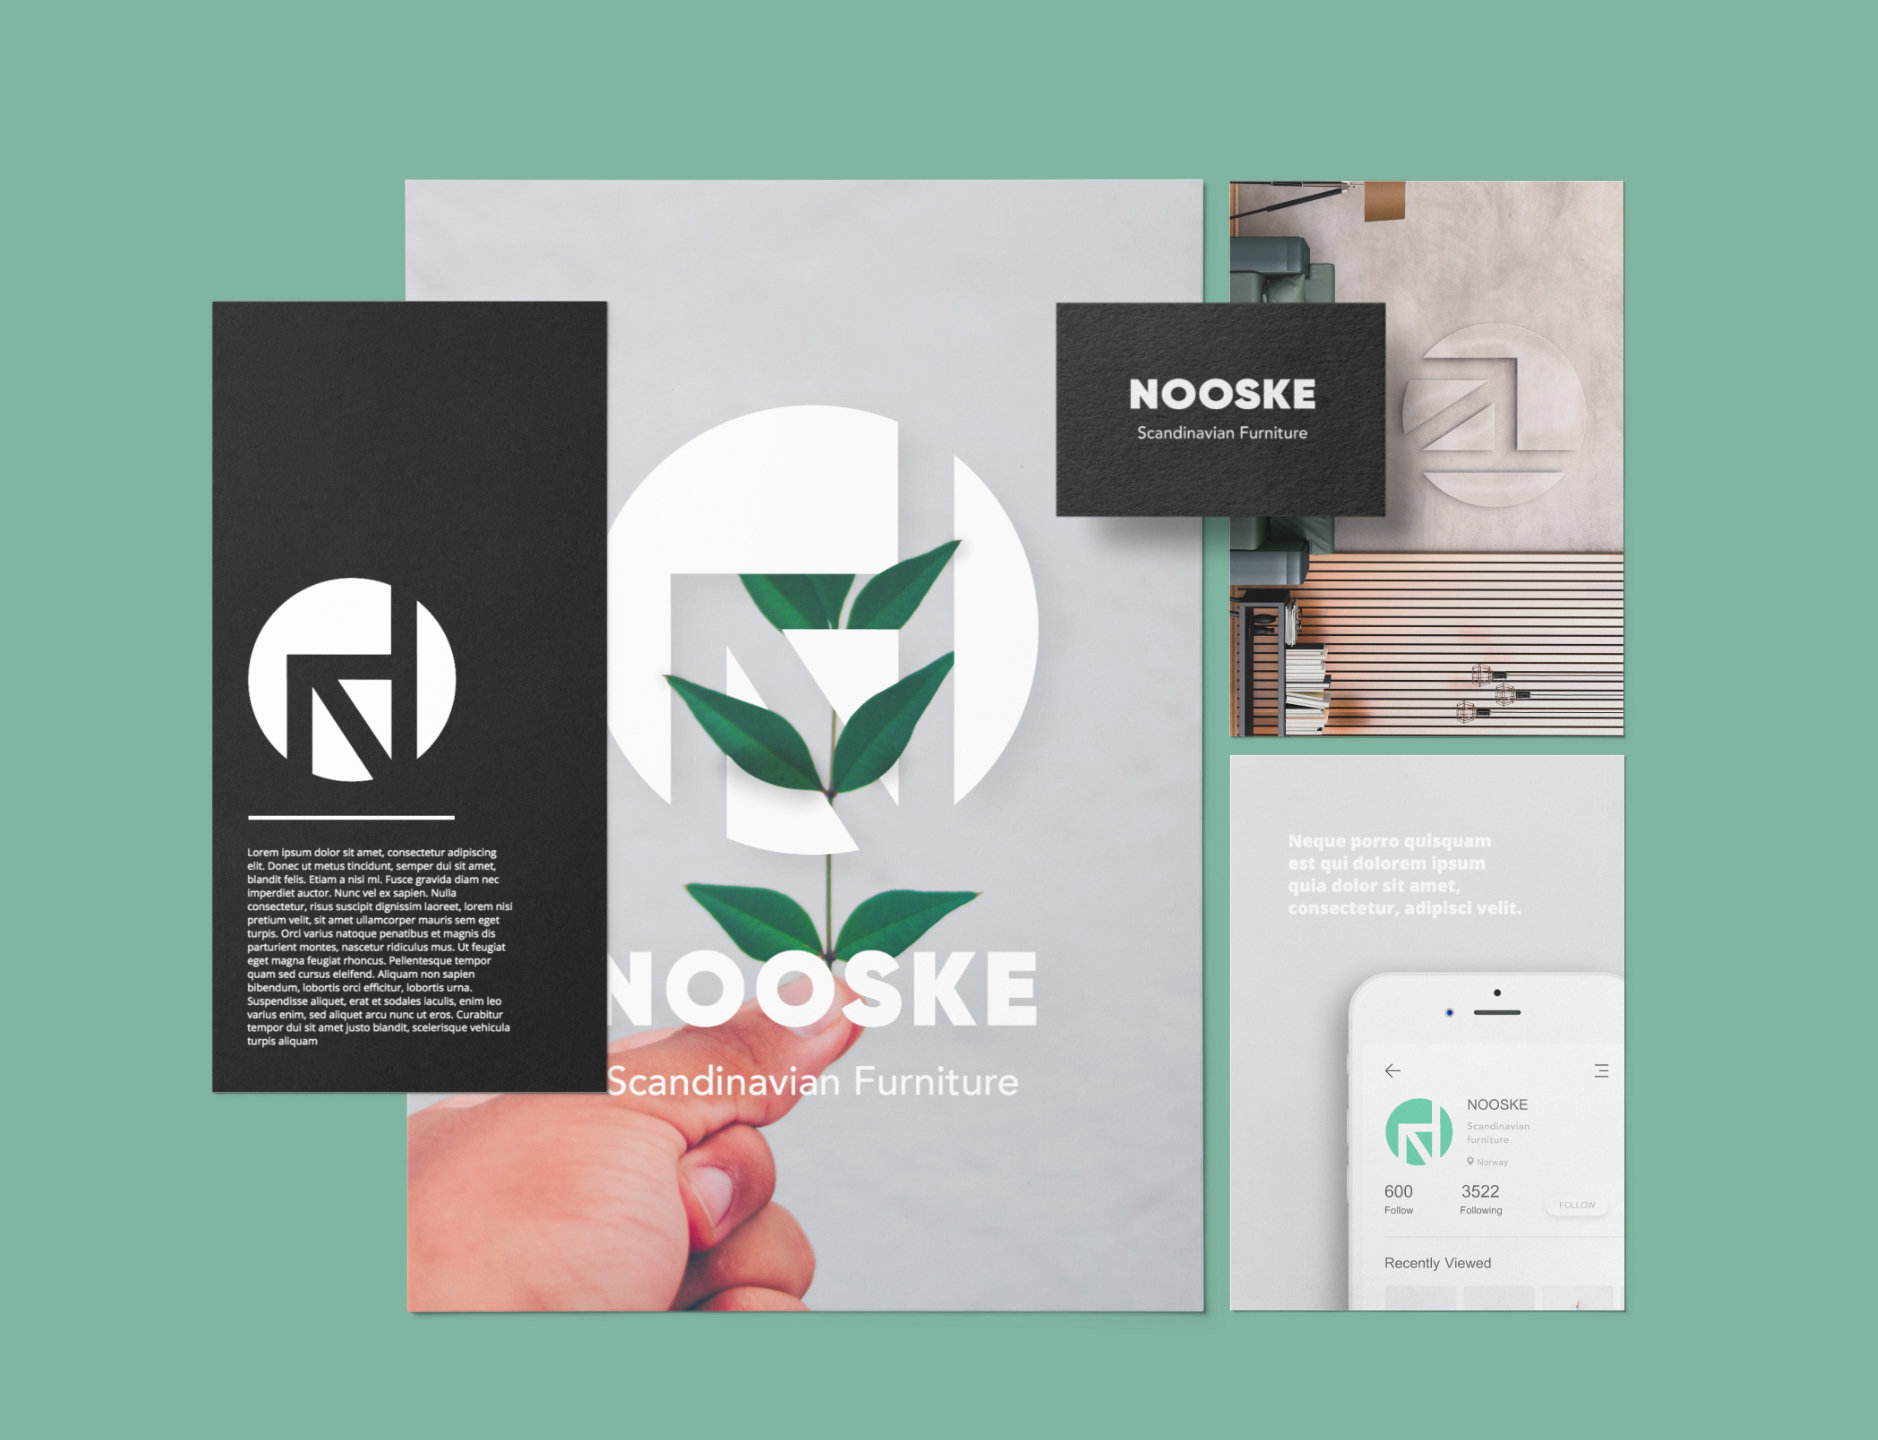 Lorem ipsum dolor sit amet, consectetur adipiscing
elit. Donec ut metus tincidunt, semper dui sit amet,
blandit felis. Etiam a nisi mi. Fusce gravida diam nec
imperdiet auctor. Nunc vel ex sapien. Nulla
consectetur, risus suscipit dignissim laoreet, lorem nisi
pretium velit, sit amet ullamcorper mauris sem eget
turpis. Orci varius natoque penatibus et magnis dis
parturient montes, nascetur ridiculus mus. Ut feugiat
eget magna feugiat rhoncus. Pellentesque tempor
quam sed cursus eleifend. Aliquam non sapien
bibendum, lobortis orci efficitur, lobortis urna.
Suspendisse aliquet, erat et sodales iaculis, enim leo
varius enim, sed aliquet arcu nunc ut eros. Curabitur
tempor dui sit amet justo blandit, scelerisque vehicula
turpis aliquam
NOOSKE
Scandinavian Furniture
NOOSKE
Scandinavian Furniture
Neque porro quisquam
est qui dolorem ipsum
quia dolor sit amet,
consectetur, adipisci velit.
NOOSKE
Scandinavian
furniture
Norway
600 3522
Follow Following FOLLOW
Recently Viewed